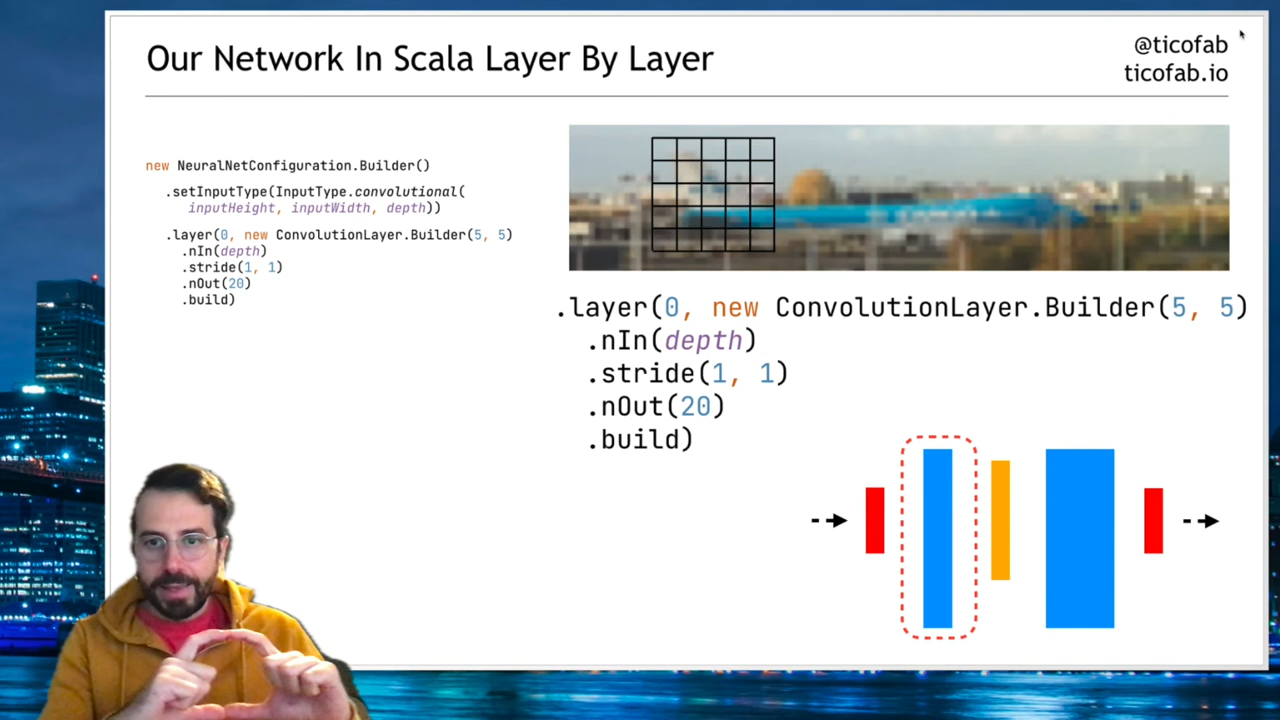 Our Network In Scala Layer By Layer
@ticofab
ticofab.io
new NeuralNetConfiguration.Builder()
.setInputType(InputType.convolutional(
inputHeight, inputWidth, depth))
.layer(0, new ConvolutionLayer.Builder(5, 5)
.nIn(depth)
.stride(1, 1)
.nOut(20)
.build)
.layer(0, new ConvolutionLayer.Builder(5, 5)
.nIn(depth)
.stride(1, 1)
.nOut(20)
.build)